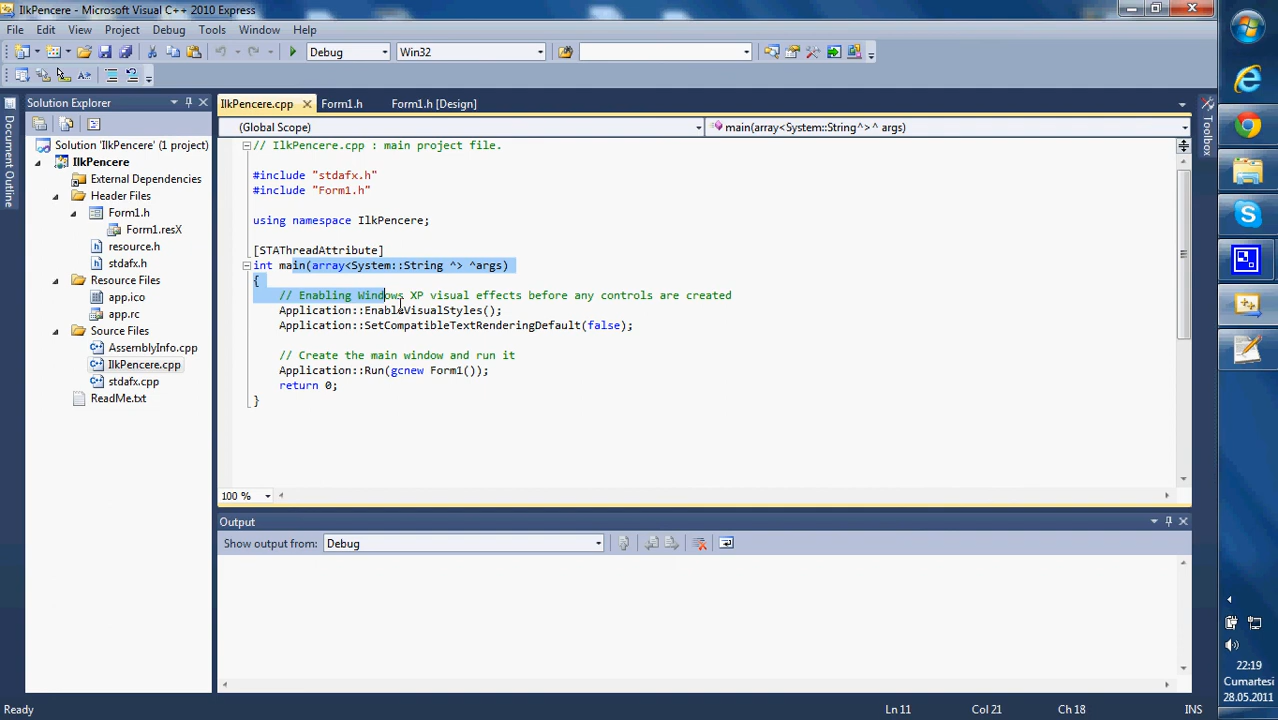 IlkPencere - Microsoft Visual C++ 2010 Express
File Edit View Project Debug Tools Window Help
Debug Win32
Solution Explorer
IlkPencere.cpp Form1.h Form1.h [Design]
(Global Scope) main(array<System::String^>^ args)
Document Outline
Toolbox
Solution 'IlkPencere' (1 project)
IlkPencere
External Dependencies
Header Files
Form1.h
Form1.resX
resource.h
stdafx.h
Resource Files
app.ico
app.rc
Source Files
AssemblyInfo.cpp
IlkPencere.cpp
stdafx.cpp
ReadMe.txt
// IlkPencere.cpp : main project file.
#include "stdafx.h"
#include "Form1.h"
using namespace IlkPencere;
[STAThreadAttribute]
int main(array<System::String ^> ^args)
{
// Enabling Windows XP visual effects before any controls are created
Application::EnableVisualStyles();
Application::SetCompatibleTextRenderingDefault(false);
// Create the main window and run it
Application::Run(gcnew Form1());
return 0;
}
100 %
Output
Show output from: Debug
Ready Ln 11 Col 21 Ch 18 INS
22:19
Cumartesi
28.05.2011